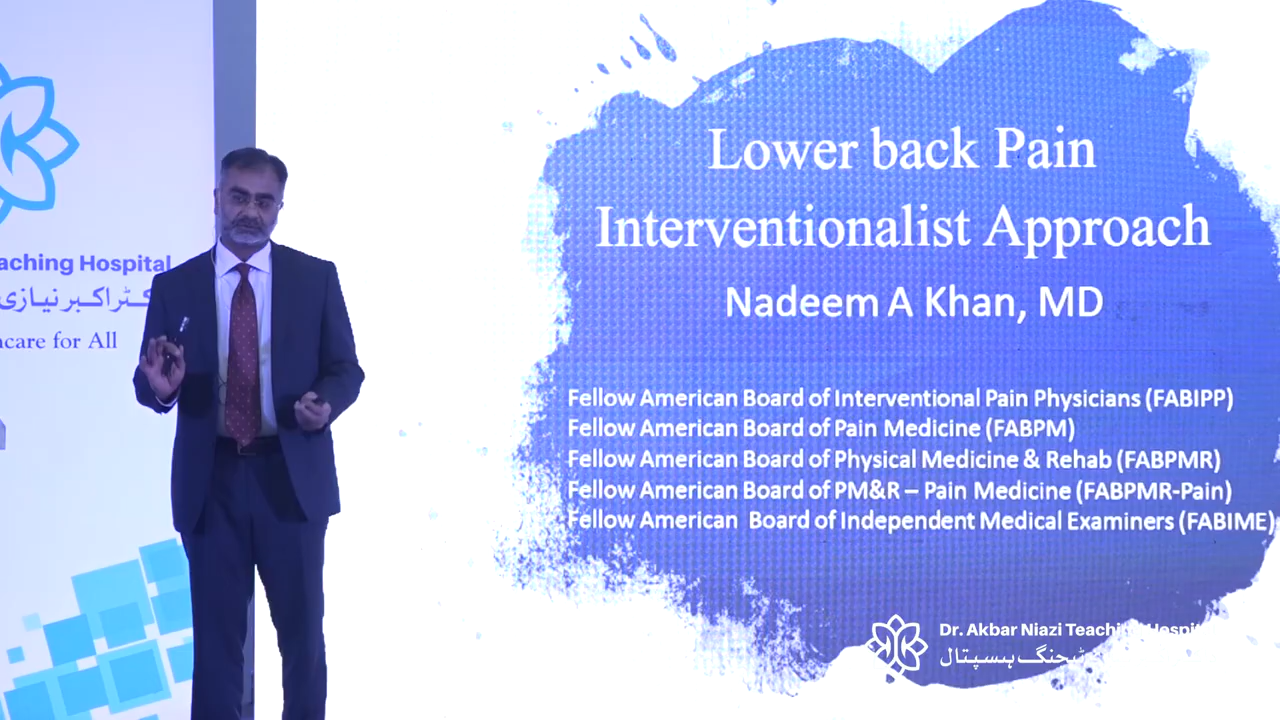 Lower back Pain
Interventionalist Approach
Nadeem A Khan, MD
Fellow American Board of Interventional Pain Physicians (FABIPP)
Fellow American Board of Pain Medicine (FABPM)
Fellow American Board of Physical Medicine & Rehab (FABPMR)
Fellow American Board of PM&R – Pain Medicine (FABPMR-Pain)
Fellow American Board of Independent Medical Examiners (FABIME)
aching Hospital
اکبر نیازی
care for All
Dr. Akbar Niazi Teaching Hospital
ٹیچنگ ہسپتال